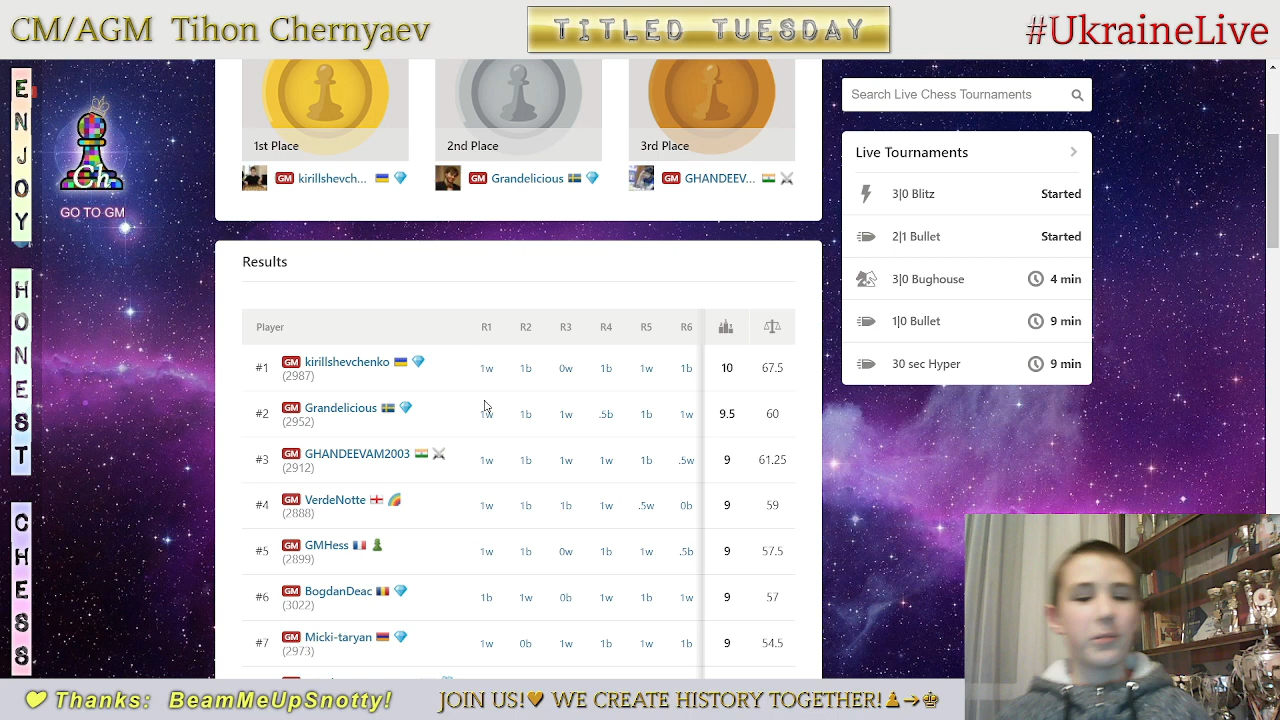 CM/AGM Tihon Chernyaev
TITLED TUESDAY
#UkraineLive
ENJOY
HONEST
CHESS
Ch
GO TO GM
1st Place
2nd Place
3rd Place
GM kirillshevch...
GM Grandelicious
GM GHANDEEV...
Results
Player R1 R2 R3 R4 R5 R6
#1 GM kirillshevchenko 1w 1b 0w 1b 1w 1b 10 67.5
(2987)
#2 GM Grandelicious 1w 1b 1w .5b 1b 1w 9.5 60
(2952)
#3 GM GHANDEEVAM2003 1w 1b 1w 1w 1b .5w 9 61.25
(2912)
#4 GM VerdeNotte 1w 1b 1b 1w .5w 0b 9 59
(2888)
#5 GM GMHess 1w 1b 0w 1b 1w .5b 9 57.5
(2899)
#6 GM BogdanDeac 1b 1w 0b 1w 1b 1w 9 57
(3022)
#7 GM Micki-taryan 1w 0b 1w 1b 1w 1b 9 54.5
(2973)
Search Live Chess Tournaments
Live Tournaments
3|0 Blitz Started
2|1 Bullet Started
3|0 Bughouse 4 min
1|0 Bullet 9 min
30 sec Hyper 9 min
Thanks: BeamMeUpSnotty!
JOIN US! WE CREATE HISTORY TOGETHER!